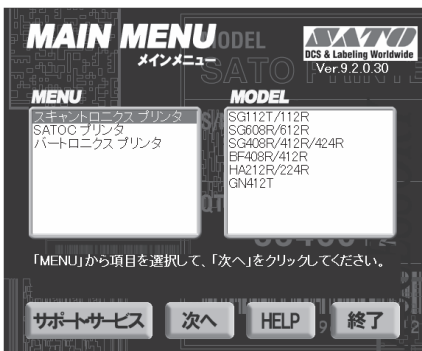 MAIN MENU
メインメニュー
SATO
DCS & Labeling Worldwide
Ver.9.2.0.30
MENU
スキャントロニクス プリンタ
SATOC プリンタ
バートロニクス プリンタ
MODEL
SG112T/112R
SG608R/612R
SG408R/412R/424R
BF408R/412R
HA212R/224R
GN412T
「MENU」から項目を選択して、「次へ」をクリックしてください。
サポートサービス
次へ
HELP
終了